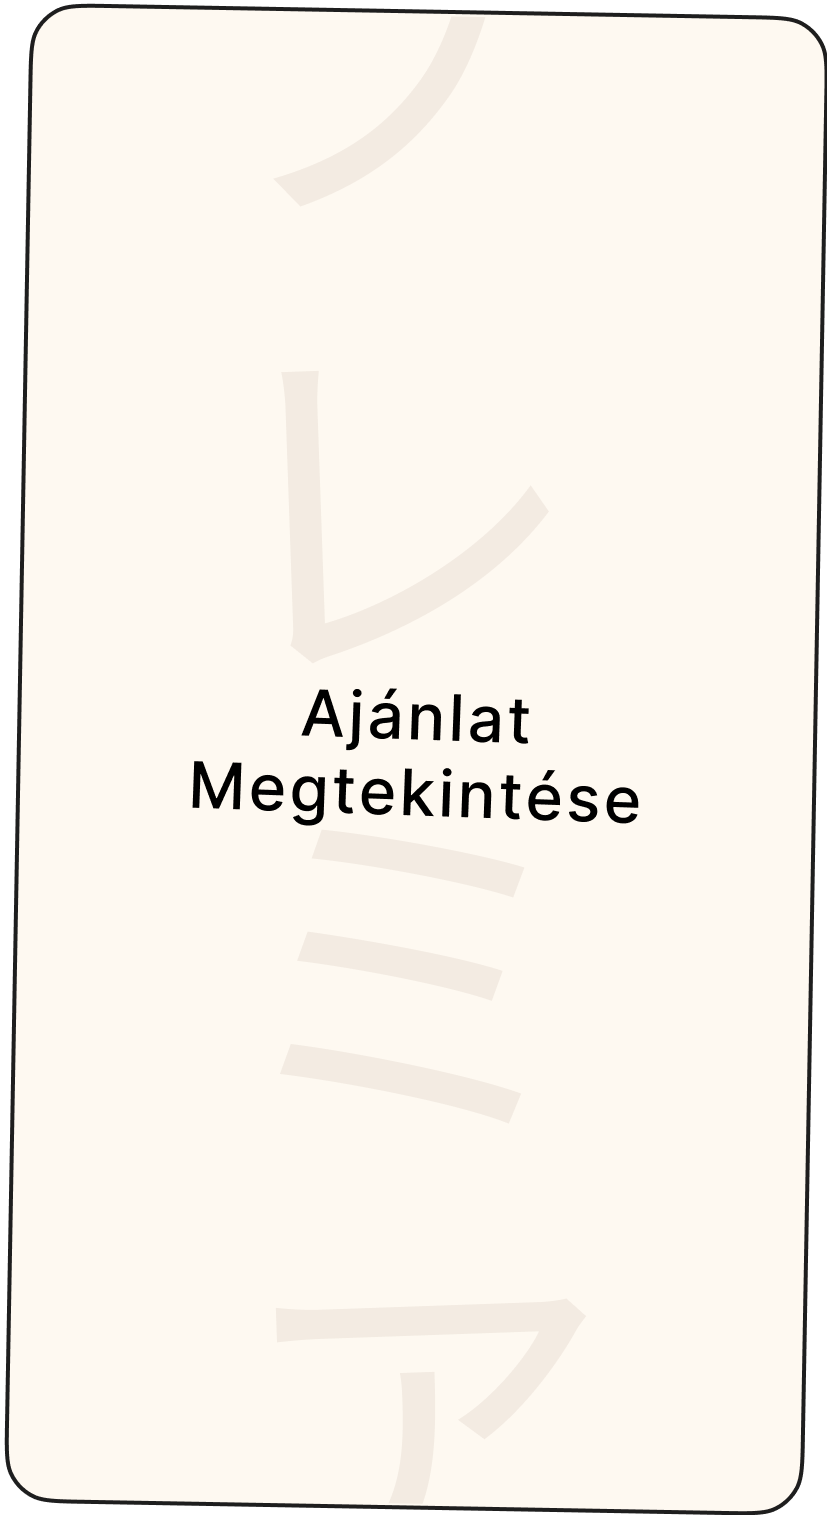 レ
Ajánlat
Megtekintése
ミ
ア